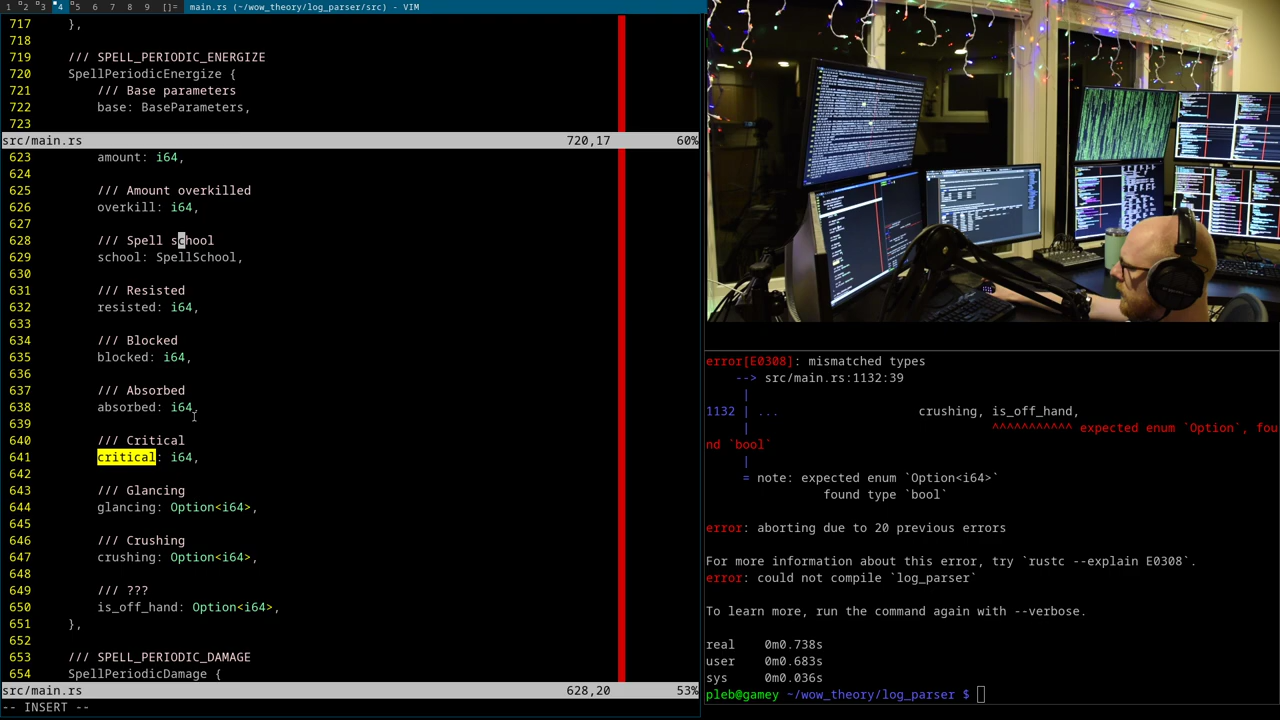 1 2 3 4 5 6 7 8 9 []= main.rs (~/wow_theory/log_parser/src) - VIM
717 },
718
719 /// SPELL_PERIODIC_ENERGIZE
720 SpellPeriodicEnergize {
721 /// Base parameters
722 base: BaseParameters,
723
src/main.rs 720,17 60%
623 amount: i64,
624
625 /// Amount overkilled
626 overkill: i64,
627
628 /// Spell school
629 school: SpellSchool,
630
631 /// Resisted
632 resisted: i64,
633
634 /// Blocked
635 blocked: i64,
636
637 /// Absorbed
638 absorbed: i64,
639
640 /// Critical
641 critical: i64,
642
643 /// Glancing
644 glancing: Option<i64>,
645
646 /// Crushing
647 crushing: Option<i64>,
648
649 /// ???
650 is_off_hand: Option<i64>,
651 },
652
653 /// SPELL_PERIODIC_DAMAGE
654 SpellPeriodicDamage {
src/main.rs 628,20 53%
-- INSERT --
error[E0308]: mismatched types
--> src/main.rs:1132:39
|
1132 | ... crushing, is_off_hand,
| ^^^^^^^^^^^ expected enum `Option`, fou
nd `bool`
|
= note: expected enum `Option<i64>`
found type `bool`
error: aborting due to 20 previous errors
For more information about this error, try `rustc --explain E0308`.
error: could not compile `log_parser`
To learn more, run the command again with --verbose.
real 0m0.738s
user 0m0.683s
sys 0m0.036s
pleb@gamey ~/wow_theory/log_parser $